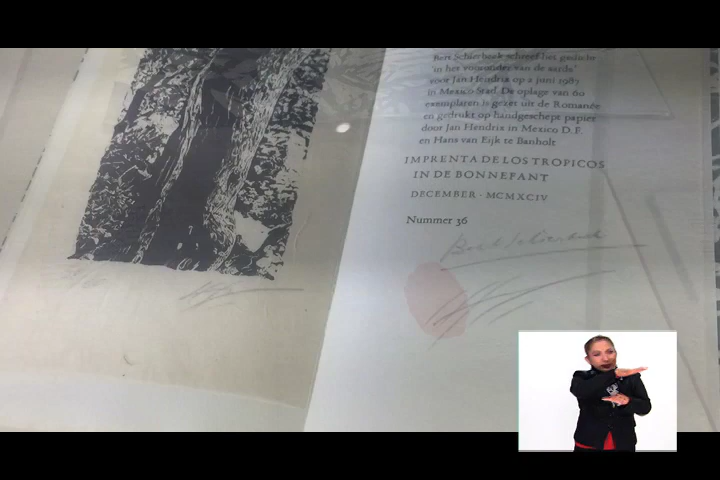 Bert Schierbeek schreef het gedicht
'in het vooronder van de aarde'
voor Jan Hendrix op 2 juni 1987
in Mexico Stad. De oplage van 60
exemplaren is gezet uit de Romanée
en gedrukt op handgeschept papier
door Jan Hendrix in Mexico D.F.
en Hans van Eijk te Banholt
IMPRENTA DE LOS TROPICOS
IN DE BONNEFANT
DECEMBER · MCMXCIV
Nummer 36
Bert Schierbeek